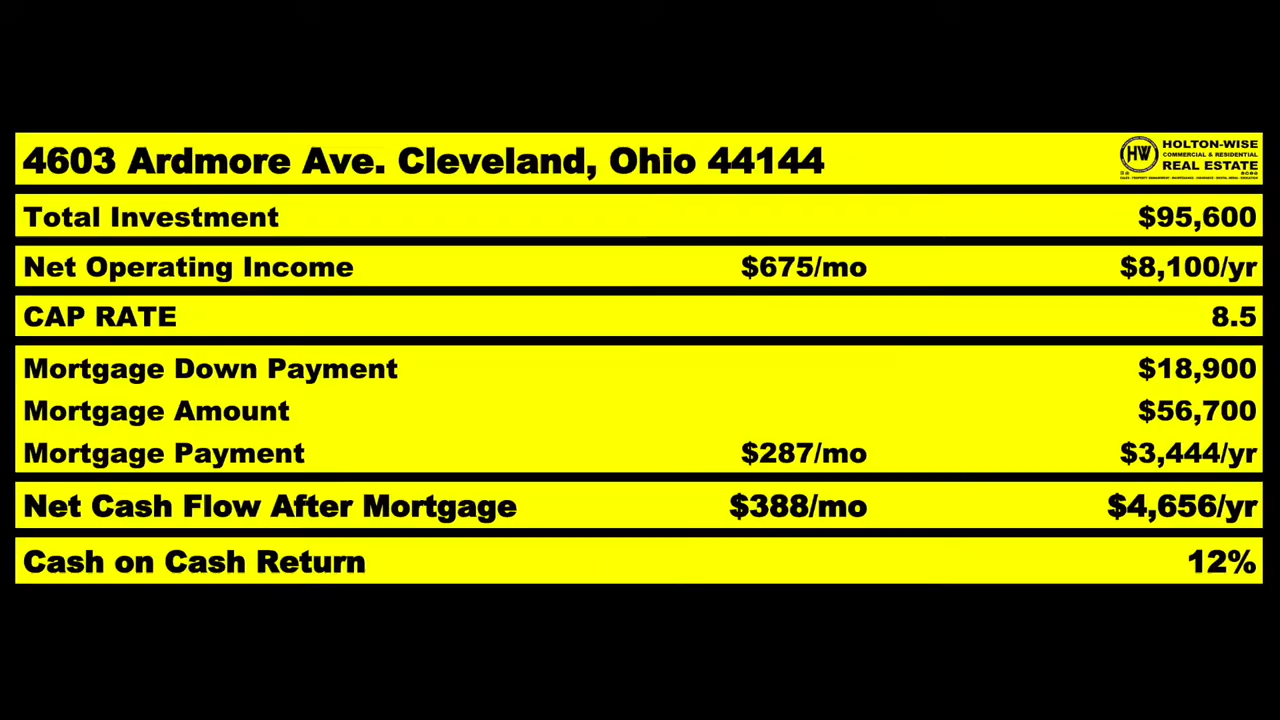 4603 Ardmore Ave. Cleveland, Ohio 44144
HW
HOLTON-WISE
COMMERCIAL & RESIDENTIAL
REAL ESTATE
Total Investment $95,600
Net Operating Income $675/mo $8,100/yr
CAP RATE 8.5
Mortgage Down Payment $18,900
Mortgage Amount $56,700
Mortgage Payment $287/mo $3,444/yr
Net Cash Flow After Mortgage $388/mo $4,656/yr
Cash on Cash Return 12%